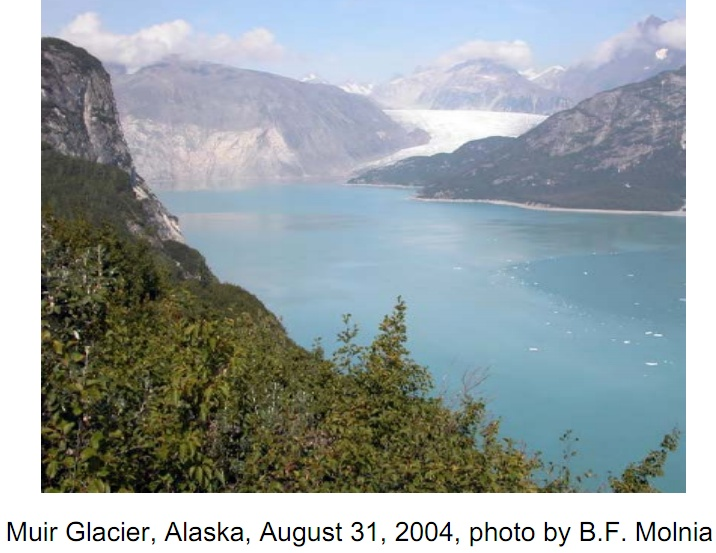 Muir Glacier, Alaska, August 31, 2004, photo by B.F. Molnia